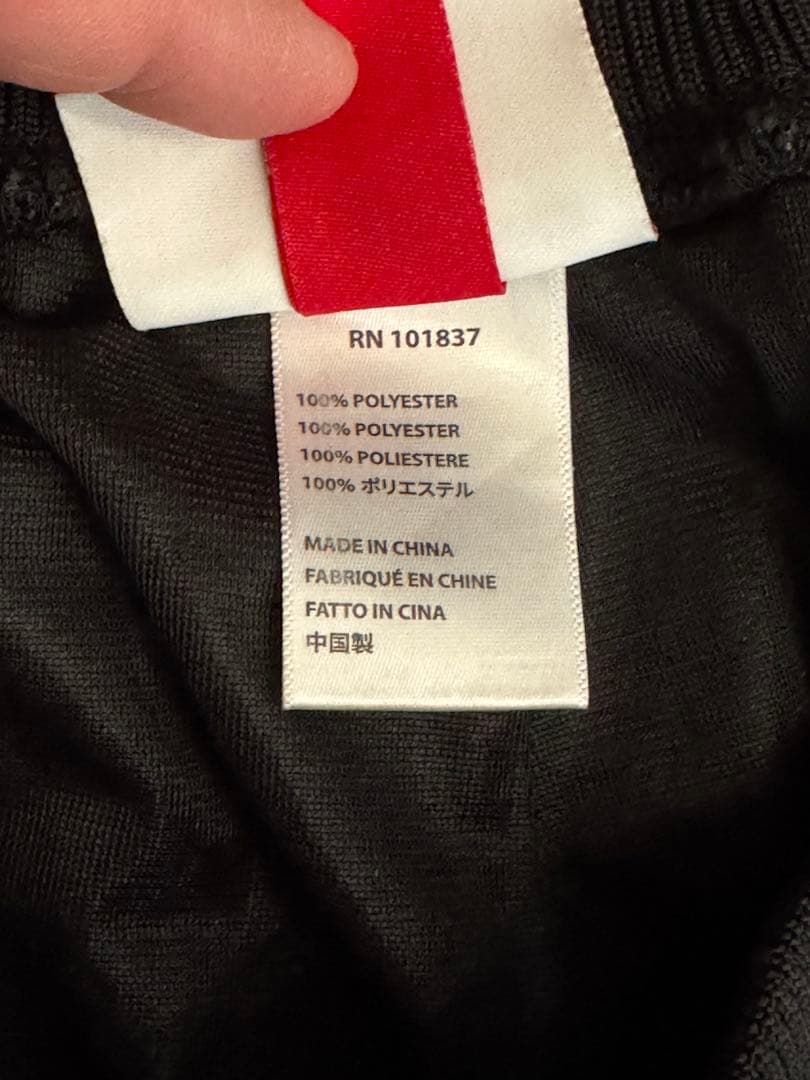 RN 101837
100% POLYESTER
100% POLYESTER
100% POLIESTERE
100% ポリエステル
MADE IN CHINA
FABRIQUÉ EN CHINE
FATTO IN CINA
中国製